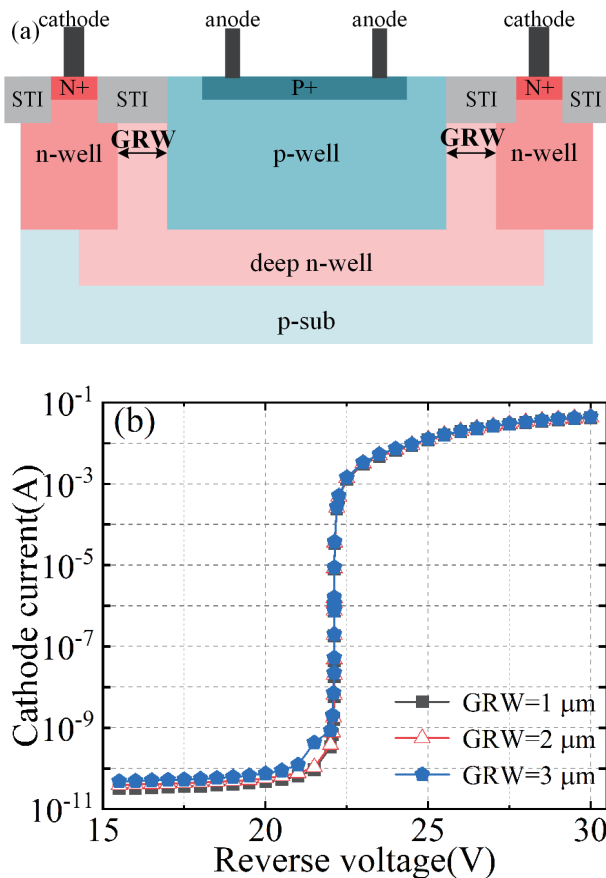 (a)
cathode anode anode cathode
STI N+ STI P+ STI N+ STI
GRW GRW
n-well p-well n-well
deep n-well
p-sub
(b)
Cathode current(A)
10-1
10-3
10-5
10-7
10-9
10-11
GRW=1 μm
GRW=2 μm
GRW=3 μm
15 20 25 30
Reverse voltage(V)